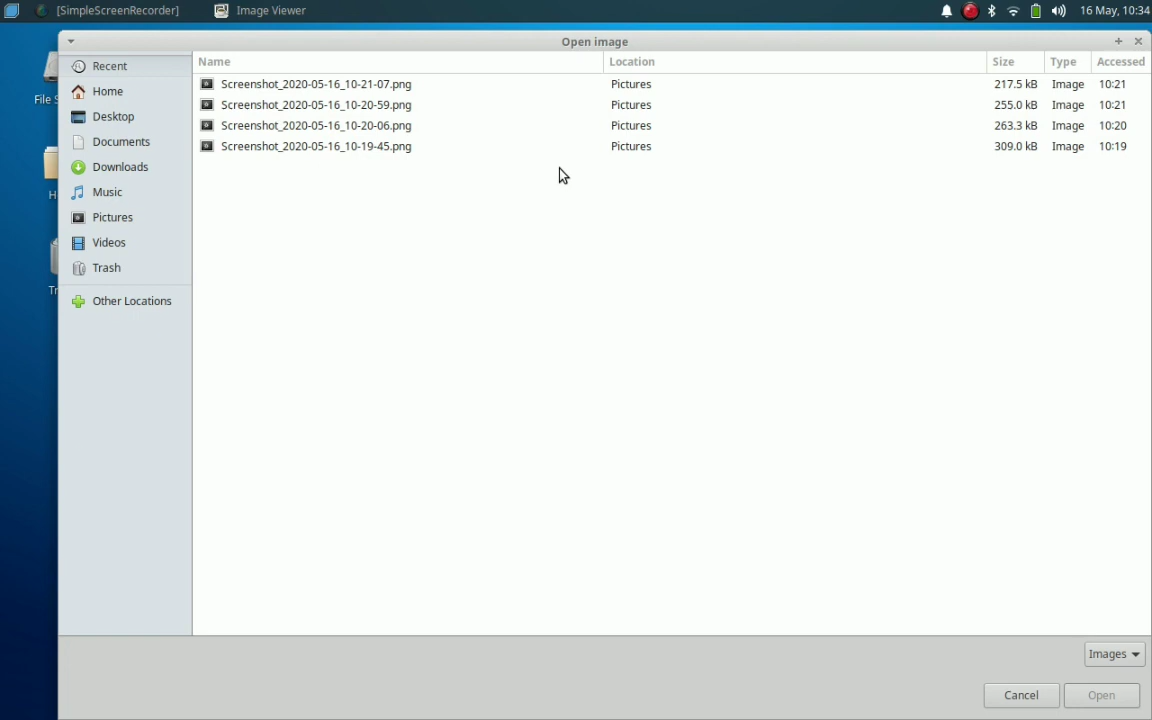 [SimpleScreenRecorder] Image Viewer 16 May, 10:34
Open image
Name Location Size Type Accessed
Recent
Home
Desktop
Documents
Downloads
Music
Pictures
Videos
Trash
Other Locations
Screenshot_2020-05-16_10-21-07.png Pictures 217.5 kB Image 10:21
Screenshot_2020-05-16_10-20-59.png Pictures 255.0 kB Image 10:21
Screenshot_2020-05-16_10-20-06.png Pictures 263.3 kB Image 10:20
Screenshot_2020-05-16_10-19-45.png Pictures 309.0 kB Image 10:19
File S
H
Tr
Images
Cancel Open